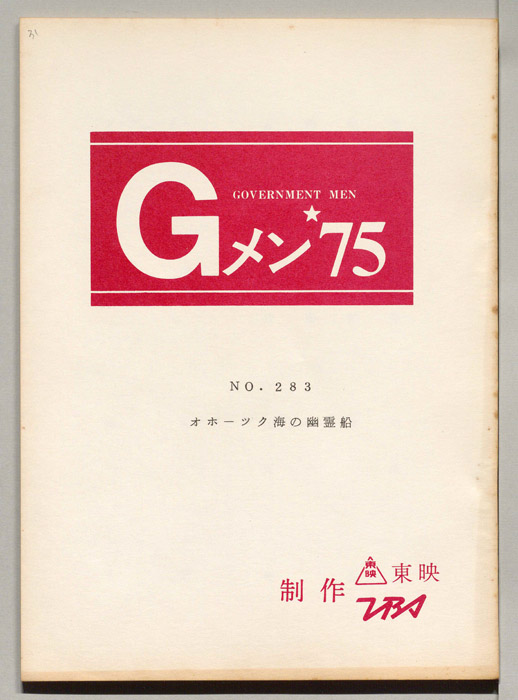 GOVERNMENT MEN
Gメン★'75
NO. 283
オホーツク海の幽霊船
制作 東映 東映
TBS